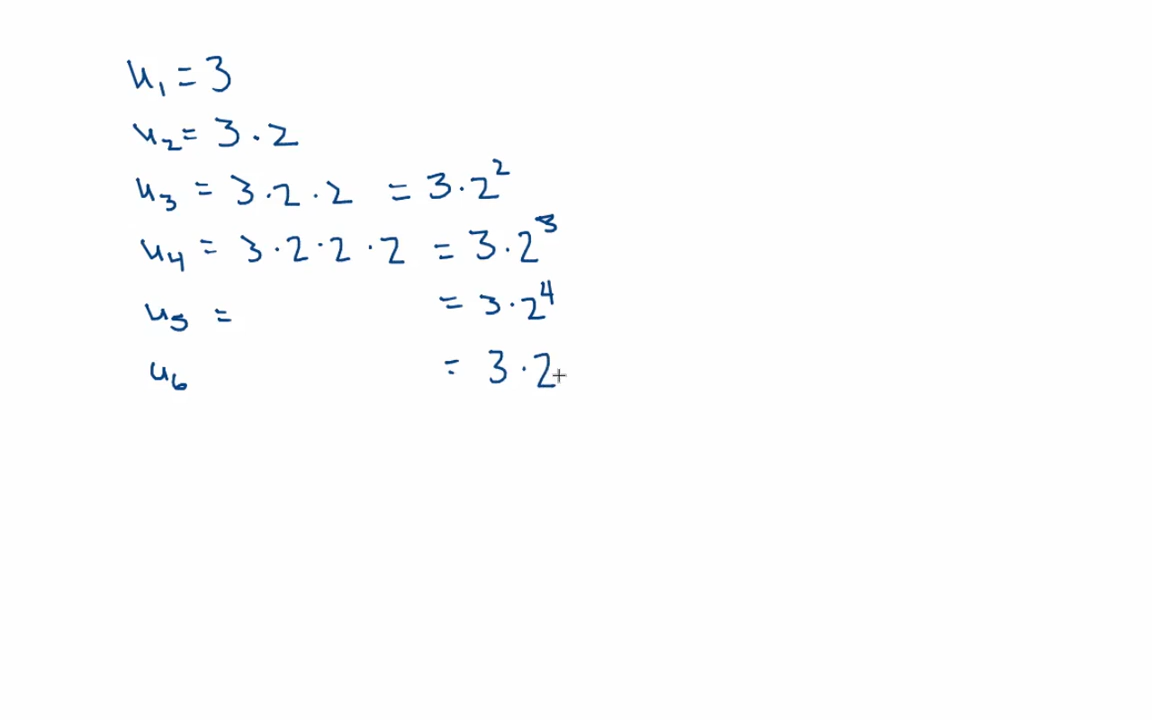 u₁ = 3
u₂ = 3 · 2
u₃ = 3 · 2 · 2 = 3 · 2²
u₄ = 3 · 2 · 2 · 2 = 3 · 2³
u₅ = = 3 · 2⁴
u₆ = 3 · 2